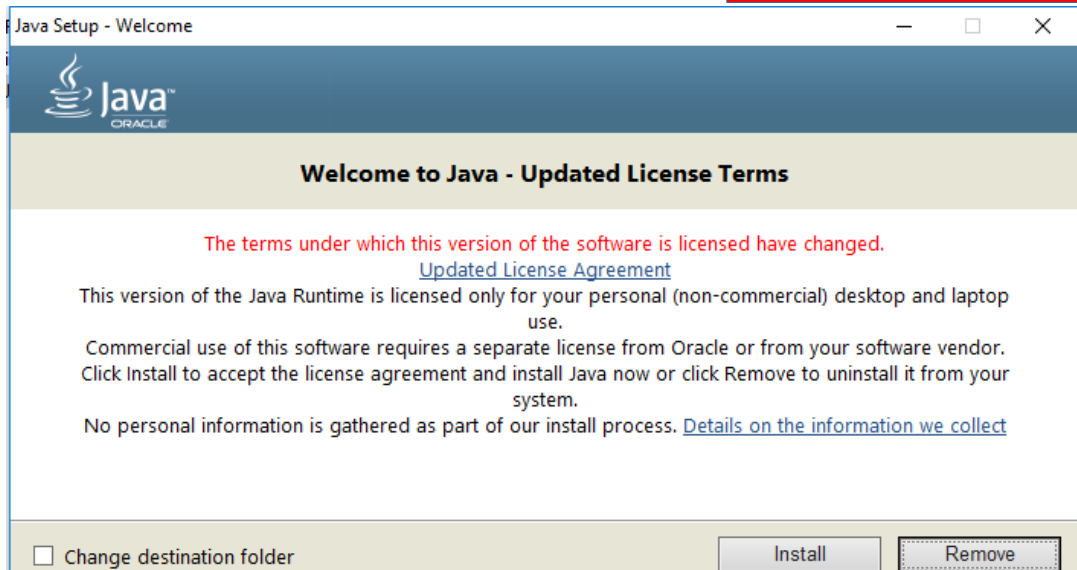 Java Setup - Welcome
Java™
ORACLE
Welcome to Java - Updated License Terms
The terms under which this version of the software is licensed have changed.
Updated License Agreement
This version of the Java Runtime is licensed only for your personal (non-commercial) desktop and laptop
use.
Commercial use of this software requires a separate license from Oracle or from your software vendor.
Click Install to accept the license agreement and install Java now or click Remove to uninstall it from your
system.
No personal information is gathered as part of our install process. Details on the information we collect
Change destination folder
Install
Remove